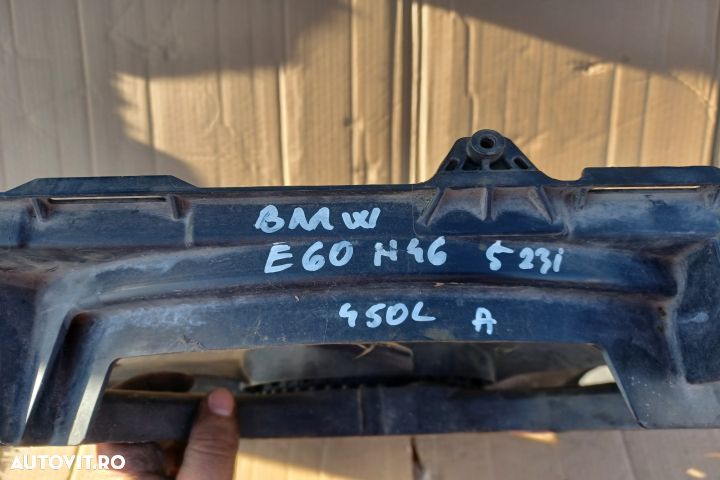 BMW
E60 N46 523i
450L A
AUTOVIT.RO